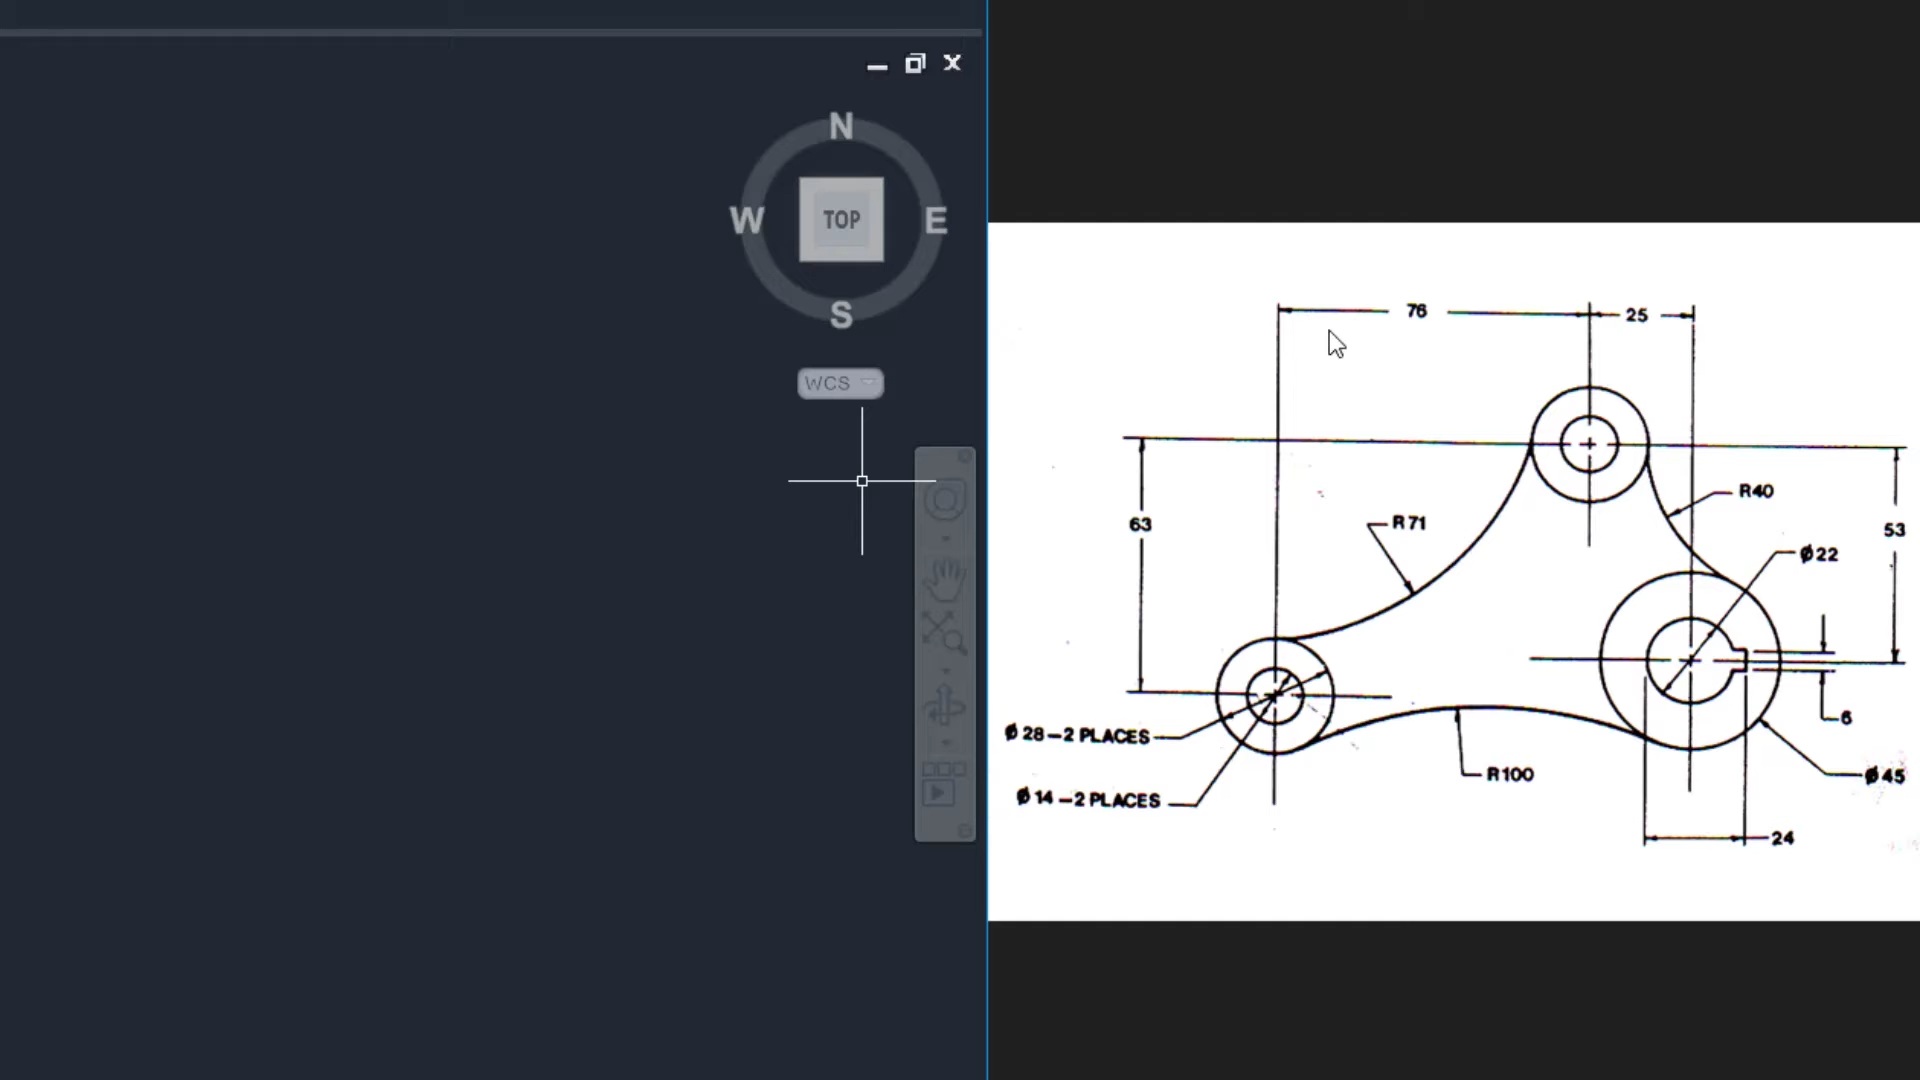 N
W
TOP
E
S
WCS
76
25
R40
63
R71
53
Ø22
Ø28–2 PLACES
6
R100
Ø45
Ø14–2 PLACES
24